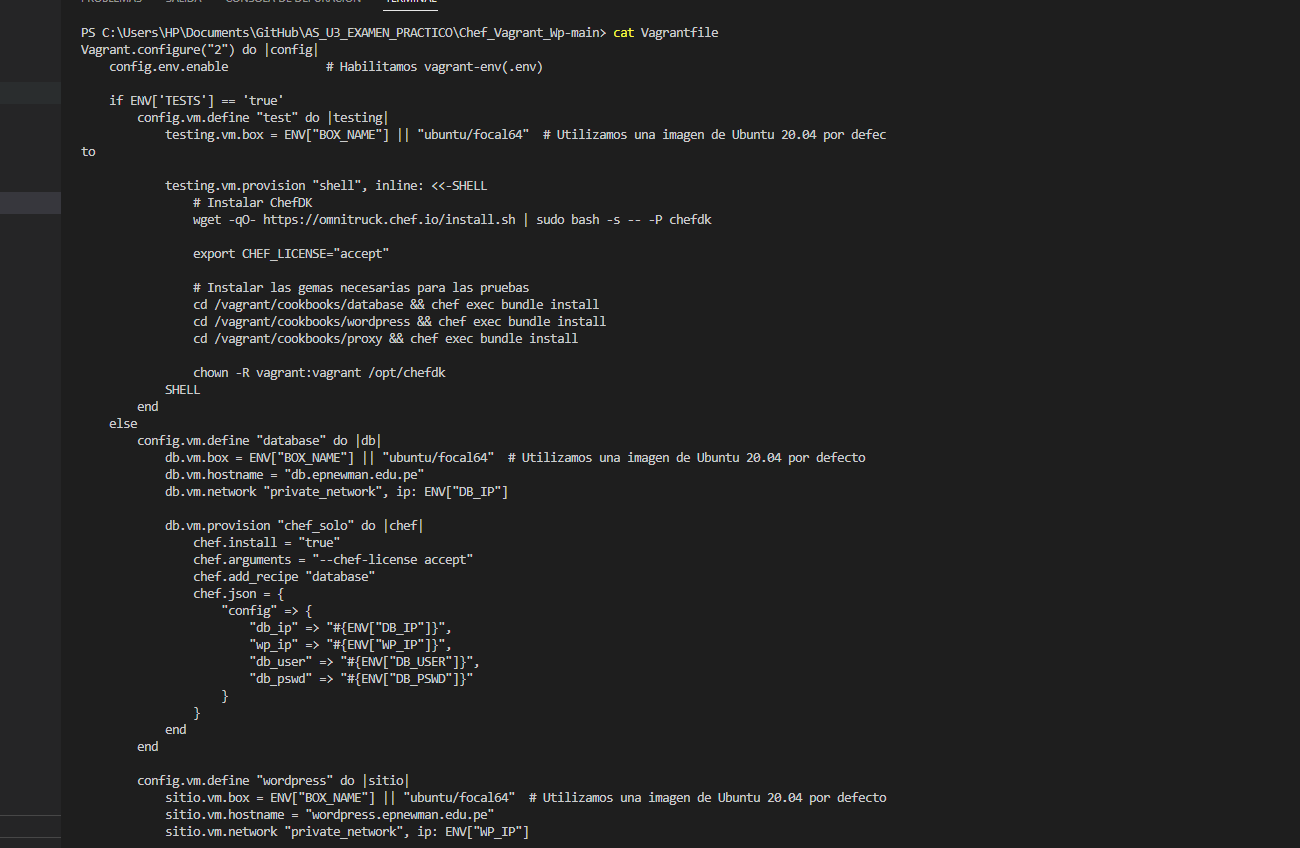 PROBLEMAS SALIDA CONSOLA DE DEPURACIÓN TERMINAL
PS C:\Users\HP\Documents\GitHub\AS_U3_EXAMEN_PRACTICO\Chef_Vagrant_Wp-main> cat Vagrantfile
Vagrant.configure("2") do |config|
    config.env.enable              # Habilitamos vagrant-env(.env)

    if ENV['TESTS'] == 'true'
        config.vm.define "test" do |testing|
            testing.vm.box = ENV["BOX_NAME"] || "ubuntu/focal64"  # Utilizamos una imagen de Ubuntu 20.04 por defec
to

            testing.vm.provision "shell", inline: <<-SHELL
                # Instalar ChefDK
                wget -qO- https://omnitruck.chef.io/install.sh | sudo bash -s -- -P chefdk

                export CHEF_LICENSE="accept"

                # Instalar las gemas necesarias para las pruebas
                cd /vagrant/cookbooks/database && chef exec bundle install
                cd /vagrant/cookbooks/wordpress && chef exec bundle install
                cd /vagrant/cookbooks/proxy && chef exec bundle install

                chown -R vagrant:vagrant /opt/chefdk
            SHELL
        end
    else
        config.vm.define "database" do |db|
            db.vm.box = ENV["BOX_NAME"] || "ubuntu/focal64"  # Utilizamos una imagen de Ubuntu 20.04 por defecto
            db.vm.hostname = "db.epnewman.edu.pe"
            db.vm.network "private_network", ip: ENV["DB_IP"]

            db.vm.provision "chef_solo" do |chef|
                chef.install = "true"
                chef.arguments = "--chef-license accept"
                chef.add_recipe "database"
                chef.json = {
                    "config" => {
                        "db_ip" => "#{ENV["DB_IP"]}",
                        "wp_ip" => "#{ENV["WP_IP"]}",
                        "db_user" => "#{ENV["DB_USER"]}",
                        "db_pswd" => "#{ENV["DB_PSWD"]}"
                    }
                }
            end
        end

        config.vm.define "wordpress" do |sitio|
            sitio.vm.box = ENV["BOX_NAME"] || "ubuntu/focal64"  # Utilizamos una imagen de Ubuntu 20.04 por defecto
            sitio.vm.hostname = "wordpress.epnewman.edu.pe"
            sitio.vm.network "private_network", ip: ENV["WP_IP"]